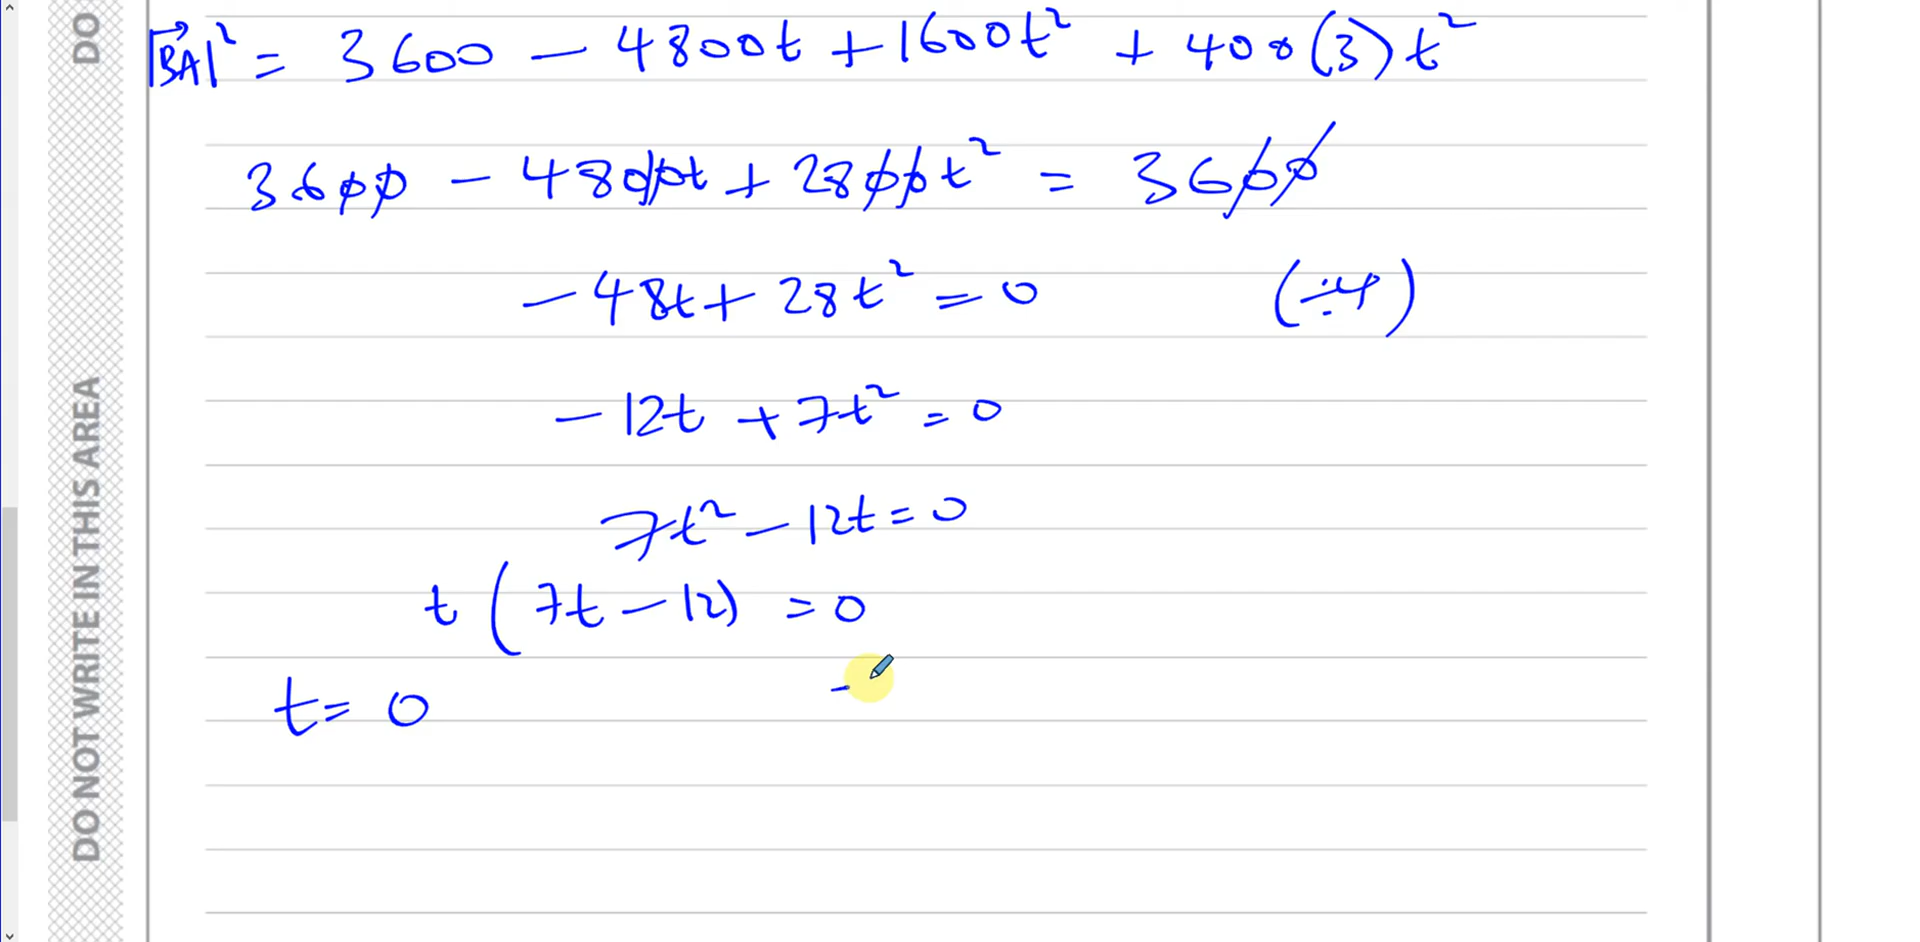 DO
|BA|² = 3600 - 4800t + 1600t² + 400(3)t²
3600 - 4800t + 2800t² = 3600
-48t + 28t² = 0 (÷4)
-12t + 7t² = 0
7t² - 12t = 0
t(7t - 12) = 0
t = 0
DO NOT WRITE IN THIS AREA